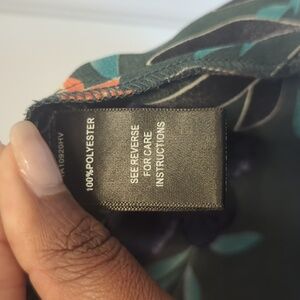 100%POLYESTER
SEE REVERSE
FOR CARE
INSTRUCTIONS